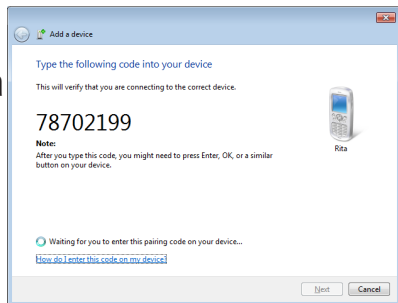 Add a device
Type the following code into your device
This will verify that you are connecting to the correct device.
78702199
Note:
After you type this code, you might need to press Enter, OK, or a similar
button on your device.
Rita
Waiting for you to enter this pairing code on your device...
How do I enter this code on my device?
Next Cancel